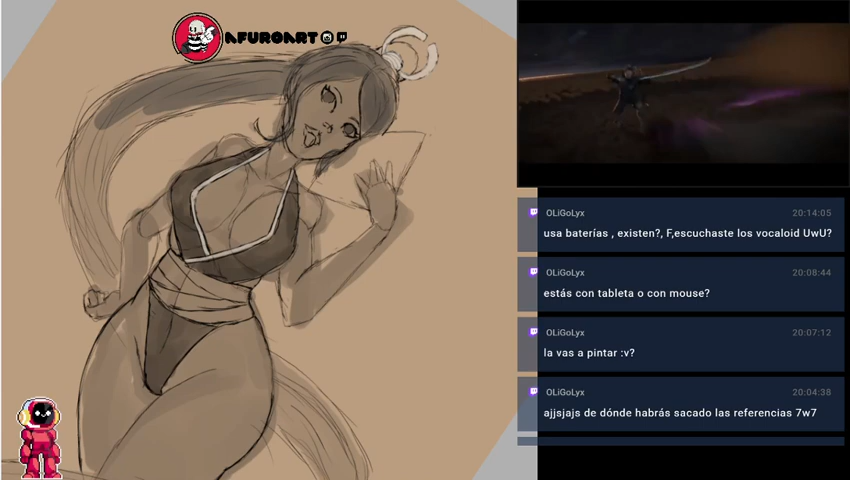 AFUROART
OLiGoLyx 20:14:05
usa baterías , existen?, F,escuchaste los vocaloid UwU?
OLiGoLyx 20:08:44
estás con tableta o con mouse?
OLiGoLyx 20:07:12
la vas a pintar :v?
OLiGoLyx 20:04:38
ajjsjajs de dónde habrás sacado las referencias 7w7